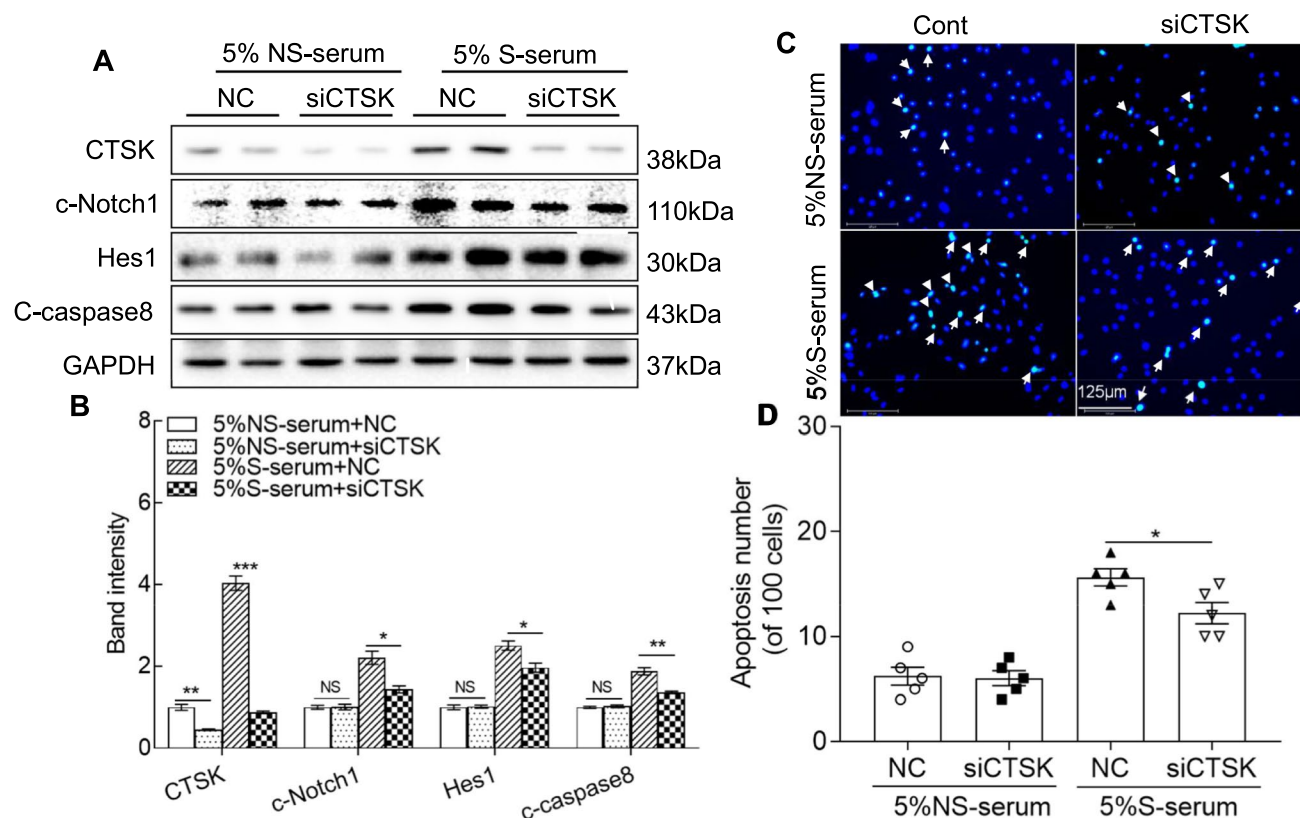 A
5% NS-serum 5% S-serum
NC siCTSK NC siCTSK
CTSK 38kDa
c-Notch1 110kDa
Hes1 30kDa
C-caspase8 43kDa
GAPDH 37kDa
B
8
6
4
2
0
Band intensity
5%NS-serum+NC
5%NS-serum+siCTSK
5%S-serum+NC
5%S-serum+siCTSK
** *** NS * NS * NS **
CTSK c-Notch1 Hes1 c-caspase8
C
Cont siCTSK
5%NS-serum
5%S-serum
125µm
D
30
20
10
0
Apoptosis number
(of 100 cells)
*
NC siCTSK NC siCTSK
5%NS-serum 5%S-serum